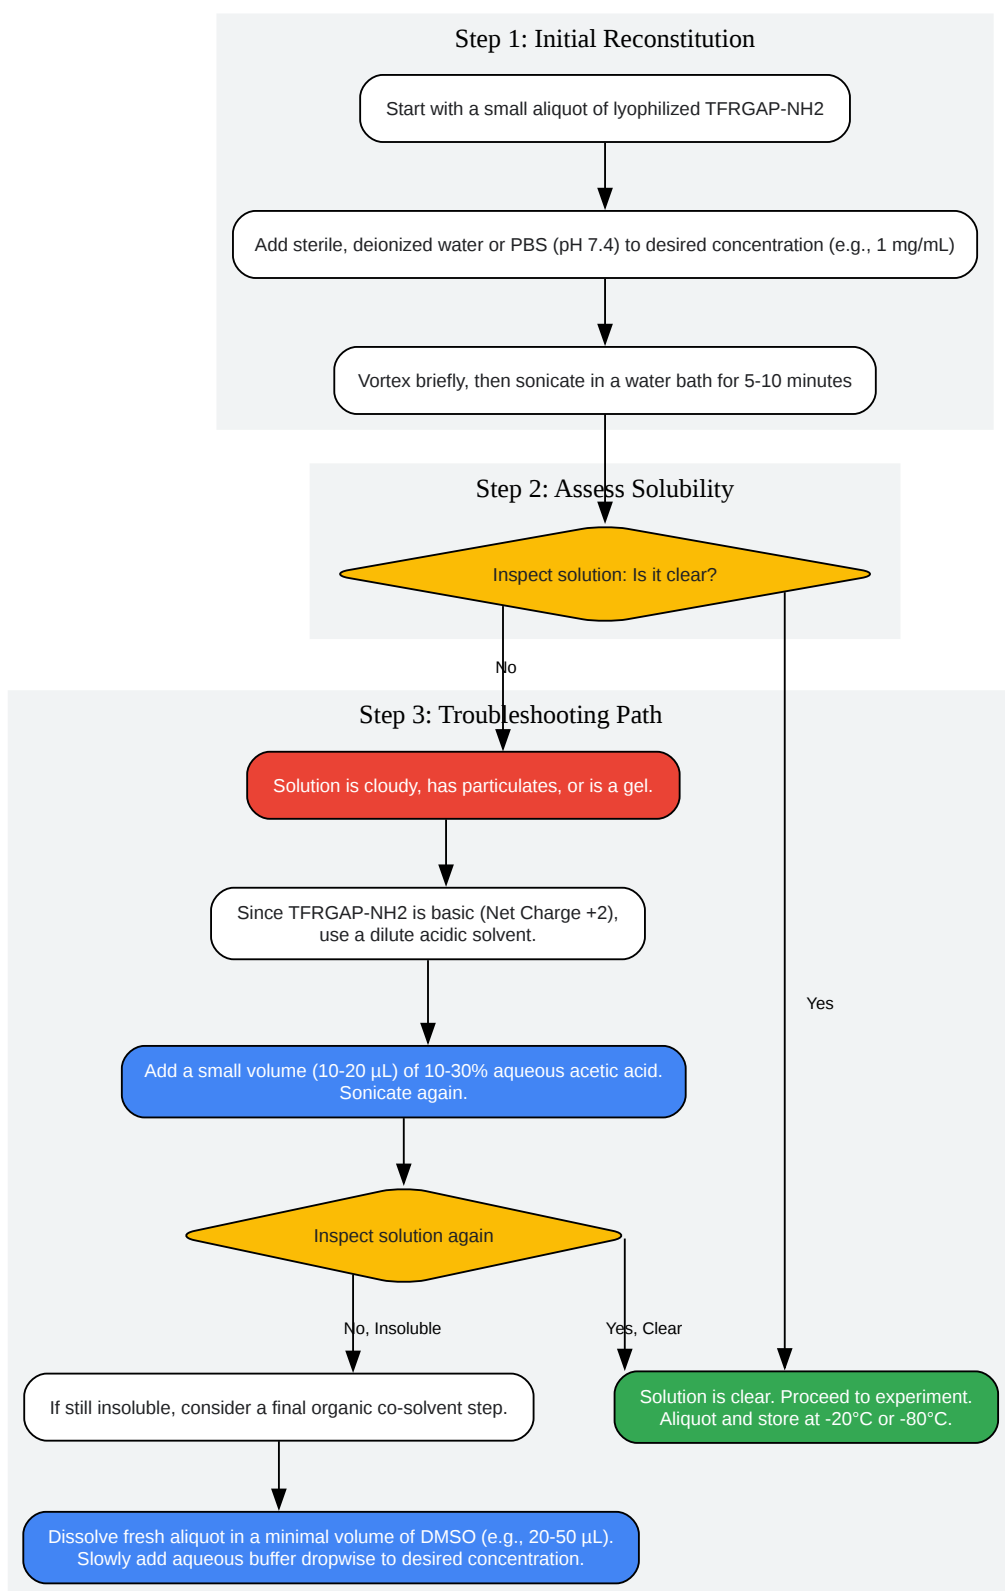 Step 1: Initial Reconstitution
Start with a small aliquot of lyophilized TFRGAP-NH2
Add sterile, deionized water or PBS (pH 7.4) to desired concentration (e.g., 1 mg/mL)
Vortex briefly, then sonicate in a water bath for 5-10 minutes
Step 2: Assess Solubility
Inspect solution: Is it clear?
No
Step 3: Troubleshooting Path
Solution is cloudy, has particulates, or is a gel.
Since TFRGAP-NH2 is basic (Net Charge +2),
use a dilute acidic solvent.
Yes
Add a small volume (10-20 µL) of 10-30% aqueous acetic acid.
Sonicate again.
Inspect solution again
No, Insoluble
Yes, Clear
If still insoluble, consider a final organic co-solvent step.
Solution is clear. Proceed to experiment.
Aliquot and store at -20°C or -80°C.
Dissolve fresh aliquot in a minimal volume of DMSO (e.g., 20-50 µL).
Slowly add aqueous buffer dropwise to desired concentration.